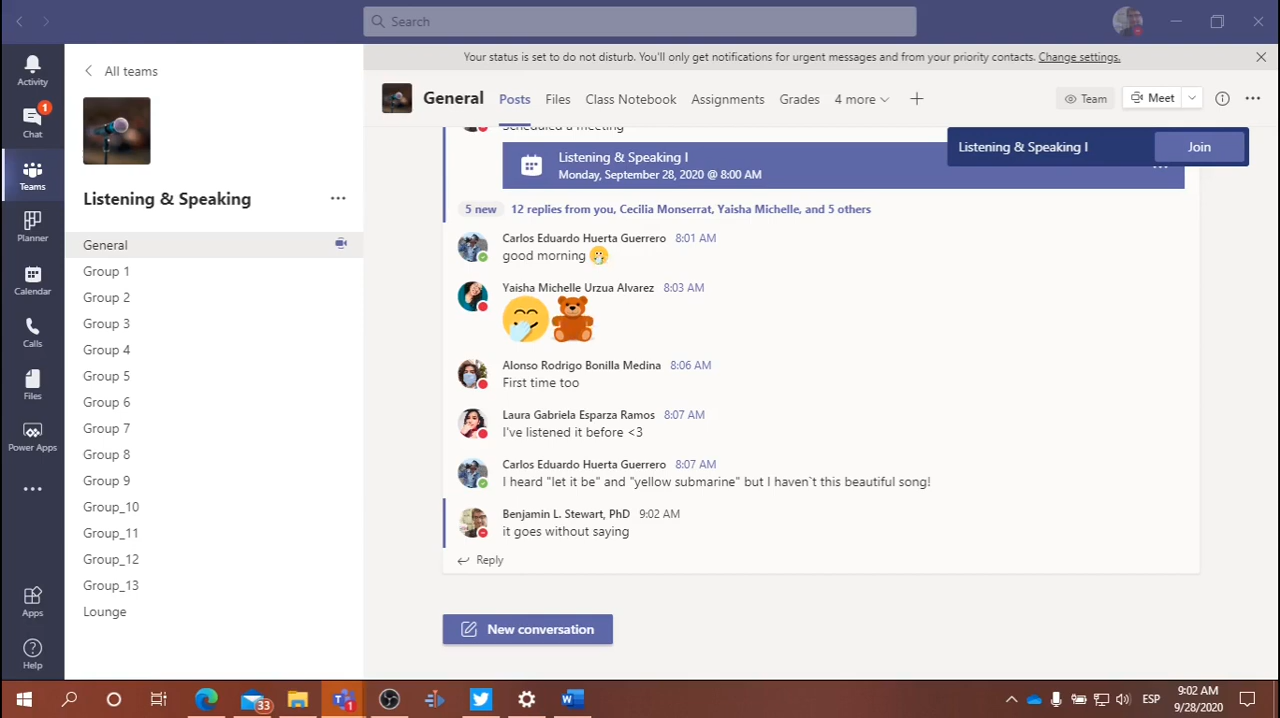 Search
Activity
Chat
1
Teams
Planner
Calendar
Calls
Files
Power Apps
Apps
Help
All teams
Listening & Speaking
General
Group 1
Group 2
Group 3
Group 4
Group 5
Group 6
Group 7
Group 8
Group 9
Group_10
Group_11
Group_12
Group_13
Lounge
Your status is set to do not disturb. You'll only get notifications for urgent messages and from your priority contacts. Change settings.
General Posts Files Class Notebook Assignments Grades 4 more Team Meet
Scheduled a meeting
Listening & Speaking I Join
Listening & Speaking I
Monday, September 28, 2020 @ 8:00 AM
5 new 12 replies from you, Cecilia Monserrat, Yaisha Michelle, and 5 others
Carlos Eduardo Huerta Guerrero 8:01 AM
good morning
Yaisha Michelle Urzua Alvarez 8:03 AM
Alonso Rodrigo Bonilla Medina 8:06 AM
First time too
Laura Gabriela Esparza Ramos 8:07 AM
I've listened it before <3
Carlos Eduardo Huerta Guerrero 8:07 AM
I heard "let it be" and "yellow submarine" but I haven`t this beautiful song!
Benjamin L. Stewart, PhD 9:02 AM
it goes without saying
Reply
New conversation
33
1
ESP
9:02 AM
9/28/2020